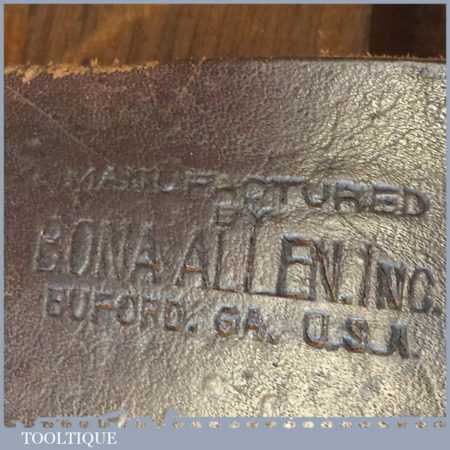 MANUFACTURED
BY
BONA ALLEN. INC.
BUFORD. GA. U.S.A.
TOOLTIQUE